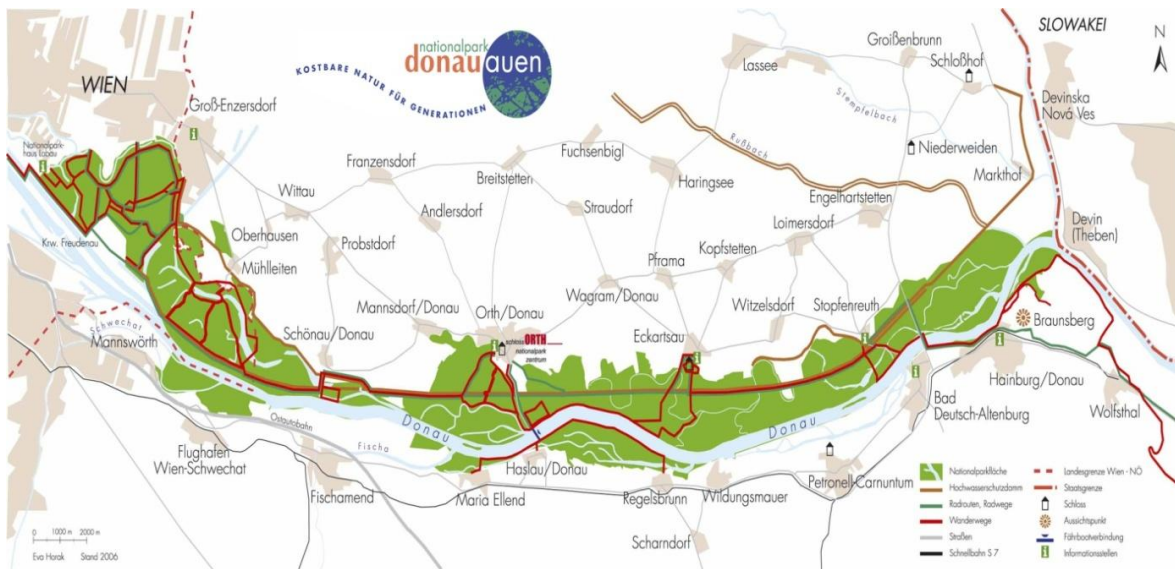 SLOWAKEI
N
nationalpark
donauauen
KOSTBARE NATUR FÜR GENERATIONEN
WIEN
Groß-Enzersdorf
Nationalpark-
haus Lobau
Lassee
Groißenbrunn
Schloßhof
Stempfelbach
Devinska
Nová Ves
Rußbach
Niederweiden
Markthof
Franzensdorf
Breitstetten
Fuchsenbigl
Haringsee
Engelhartstetten
Wittau
Andlersdorf
Straudorf
Loimersdorf
Devin
(Theben)
Krw. Freudenau
Oberhausen
Probstdorf
Mühlleiten
Pframa
Kopfstetten
Mannsdorf/Donau
Orth/Donau
Wagram/Donau
Witzelsdorf
Stopfenreuth
Schwechat
Mannswörth
Schönau/Donau
schloss ORTH
nationalpark
zentrum
Eckartsau
Braunsberg
Hainburg/Donau
Wolfsthal
Bad
Deutsch-Altenburg
Donau
Donau
Ostautobahn
Fischa
Flughafen
Wien-Schwechat
Fischamend
Maria Ellend
Haslau/Donau
Regelsbrunn
Wildungsmauer
Petronell-Carnuntum
Scharndorf
0 1000 m 2000 m
Eva Horak Stand 2006
Nationalparkfläche
Hochwasserschutzdamm
Radrouten, Radwege
Wanderwege
Straßen
Schnellbahn S 7
Landesgrenze Wien - NÖ
Staatsgrenze
Schloss
Aussichtspunkt
Fährbootverbindung
Informationsstellen